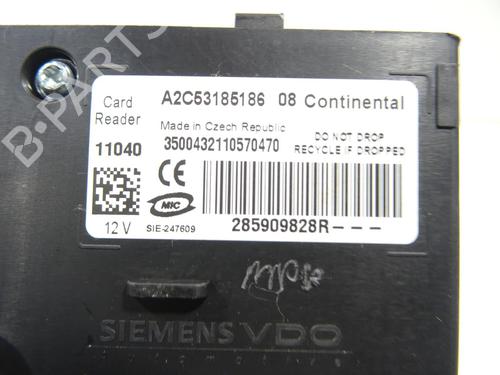 B-PARTS
Card Reader
A2C53185186 08 Continental
Made in Czech Republic
11040
3500432110570470
DO NOT DROP
RECYCLE IF DROPPED
CE
MIC
12 V
SIE-247609
285909828R---
SIEMENS VDO